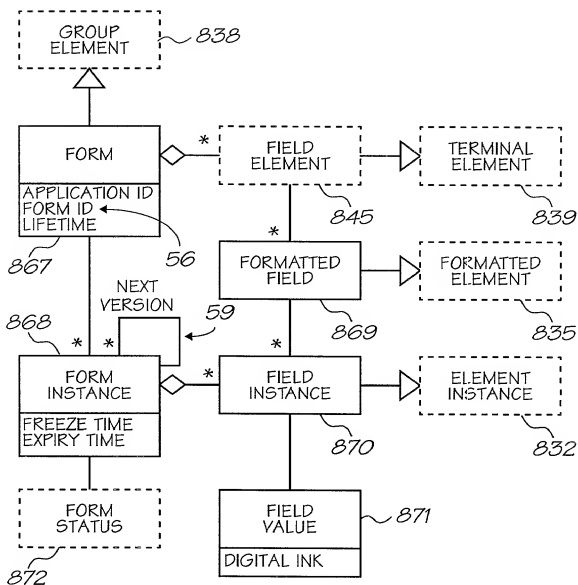 GROUP
ELEMENT
838
FORM
*
FIELD
ELEMENT
TERMINAL
ELEMENT
APPLICATION ID
FORM ID
LIFETIME
845
839
867
56
*
FORMATTED
FIELD
FORMATTED
ELEMENT
NEXT
VERSION
59
869
835
868
*
*
*
*
FORM
INSTANCE
FIELD
INSTANCE
ELEMENT
INSTANCE
FREEZE TIME
EXPIRY TIME
870
832
FORM
STATUS
FIELD
VALUE
871
DIGITAL INK
872